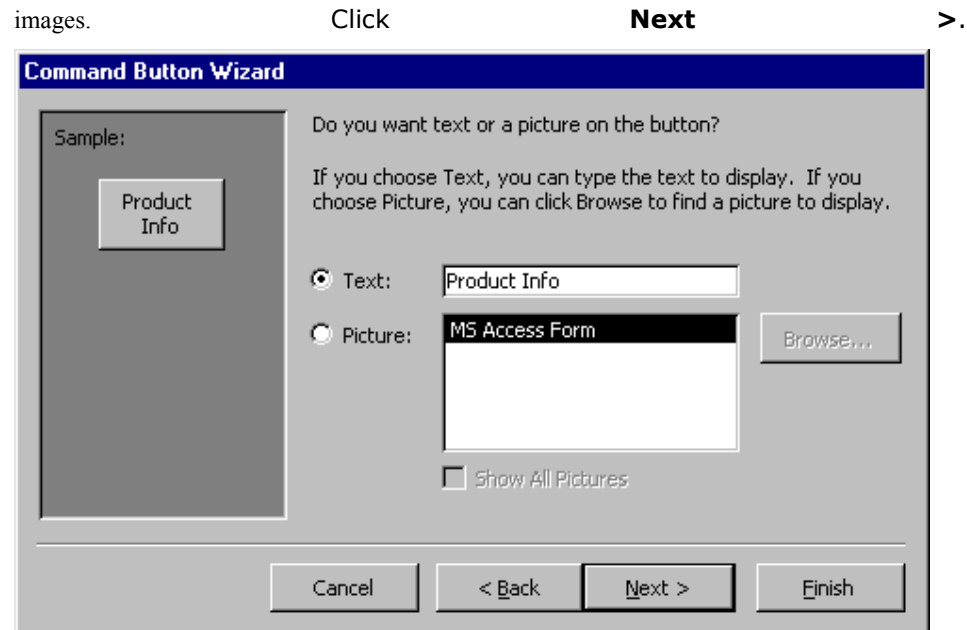 images. Click Next >.
Command Button Wizard
Sample:
Product
Info
Do you want text or a picture on the button?
If you choose Text, you can type the text to display. If you
choose Picture, you can click Browse to find a picture to display.
Text: Product Info
Picture: MS Access Form
Browse...
Show All Pictures
Cancel < Back Next > Finish